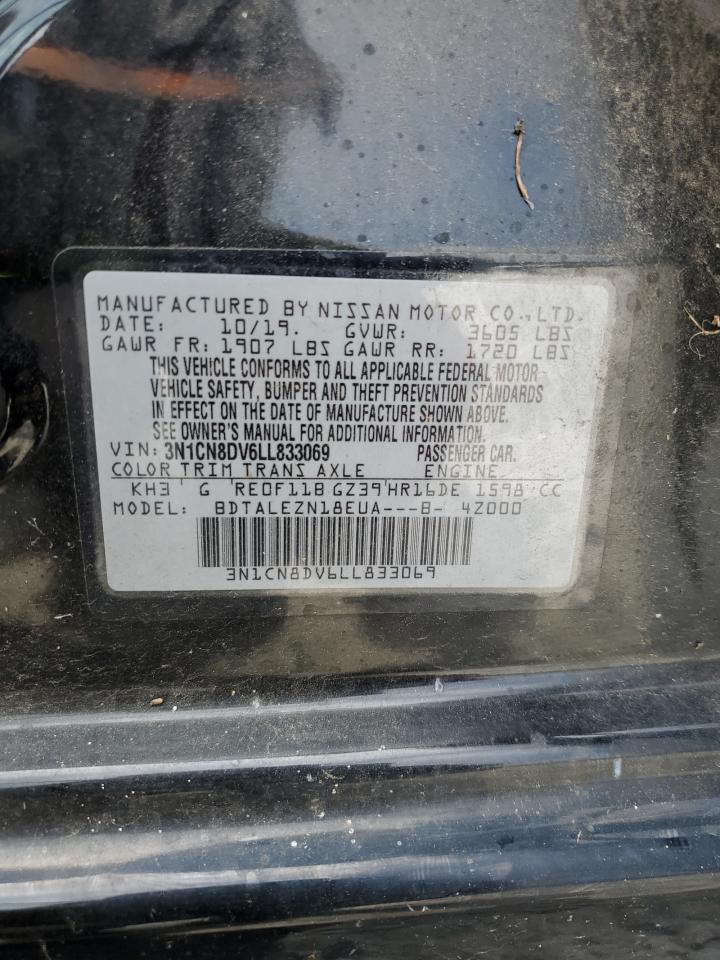 MANUFACTURED BY NISSAN MOTOR CO.,LTD.
DATE: 10/19. GVWR: 3605 LBS
GAWR FR: 1907 LBS GAWR RR: 1720 LBS
THIS VEHICLE CONFORMS TO ALL APPLICABLE FEDERAL MOTOR
VEHICLE SAFETY, BUMPER AND THEFT PREVENTION STANDARDS
IN EFFECT ON THE DATE OF MANUFACTURE SHOWN ABOVE.
SEE OWNER'S MANUAL FOR ADDITIONAL INFORMATION.
VIN: 3N1CN8DV6LL833069 PASSENGER CAR.
COLOR TRIM TRANS AXLE ENGINE
KH3 G RE0F11B GZ39 HR16DE 1598 CC
MODEL: BDTALEZN18EUA---B- 4Z000
3N1CN8DV6LL833069